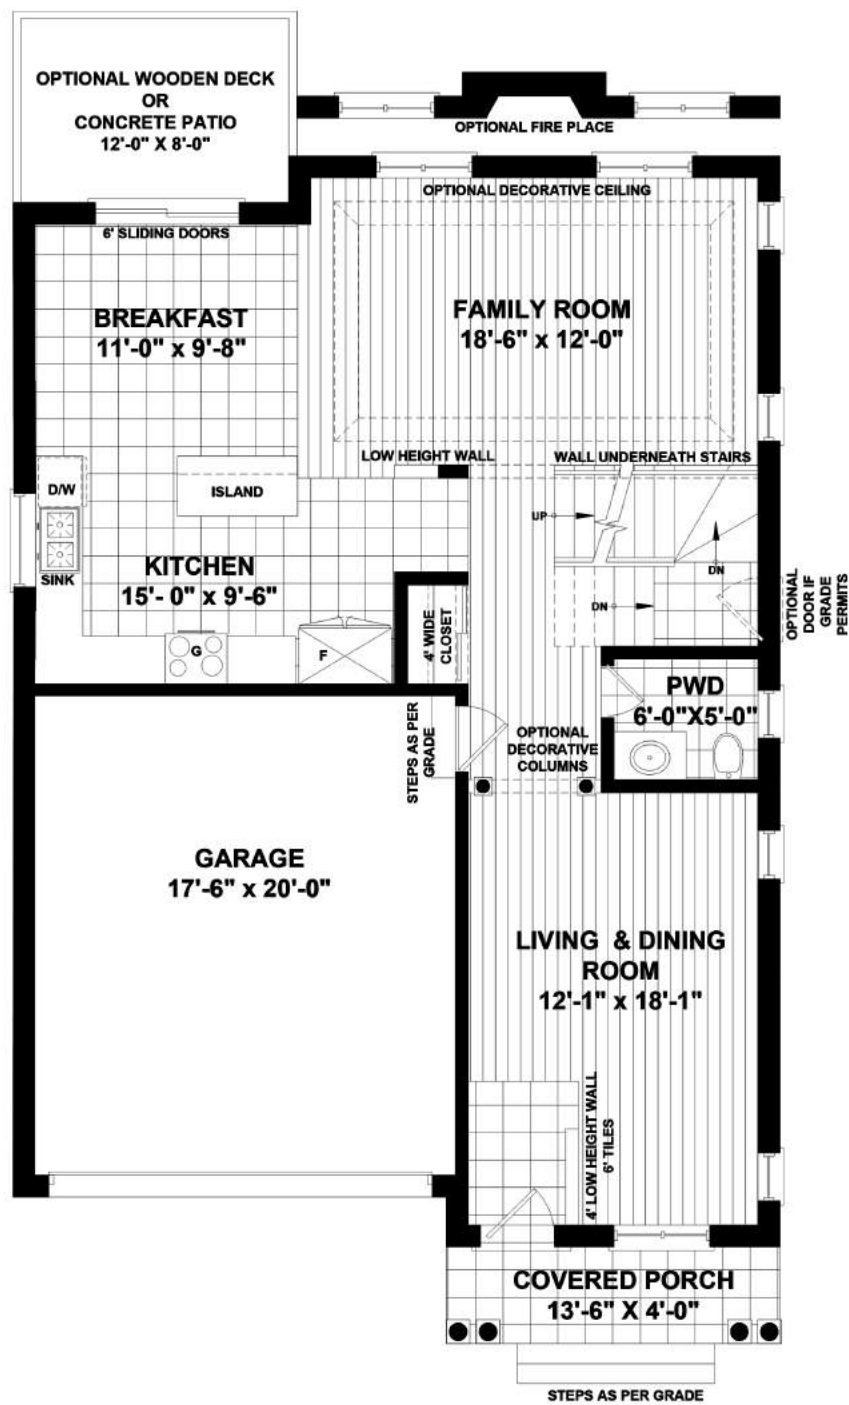 OPTIONAL WOODEN DECK
OR
CONCRETE PATIO
12'-0" X 8'-0"
OPTIONAL FIRE PLACE
OPTIONAL DECORATIVE CEILING
6' SLIDING DOORS
BREAKFAST
11'-0" x 9'-8"
FAMILY ROOM
18'-6" x 12'-0"
LOW HEIGHT WALL
WALL UNDERNEATH STAIRS
D/W
ISLAND
UP
SINK
KITCHEN
15'- 0" x 9'-6"
DN
DN
OPTIONAL
DOOR IF
GRADE
PERMITS
4' WIDE
CLOSET
G
F
PWD
6'-0"X5'-0"
STEPS AS PER
GRADE
OPTIONAL
DECORATIVE
COLUMNS
GARAGE
17'-6" x 20'-0"
LIVING & DINING
ROOM
12'-1" x 18'-1"
4' LOW HEIGHT WALL
6' TILES
COVERED PORCH
13'-6" X 4'-0"
STEPS AS PER GRADE